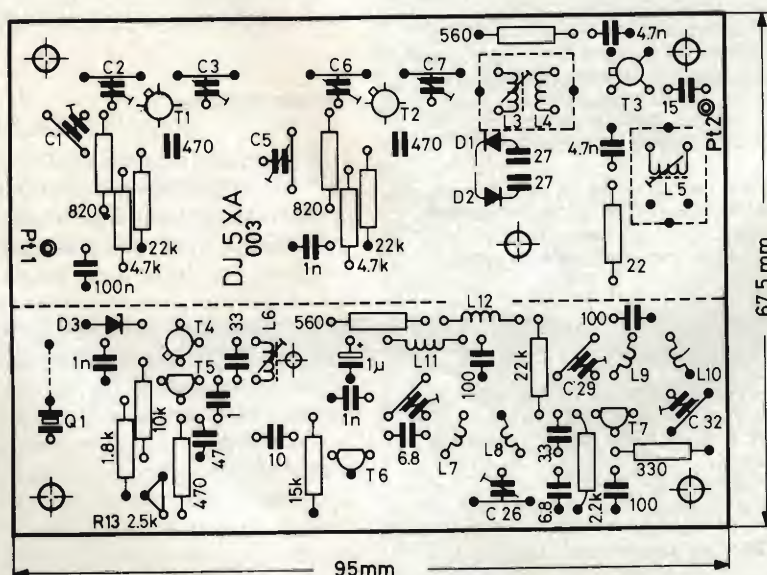 560
4.7n
C2
C3
C6
C7
T1
T2
T3
15
C1
470
C5
470
L3
L4
Pt2
D1
27
4.7n
D2
27
L5
820
820
Pt1
22k
DJ 5 XA
003
22k
4.7k
1n
4.7k
22
100n
D3
T4
33
L6
560
+
L12
100
1n
T5
1µ
L11
100
22k
C29
L9
L10
Q1
10k
1
1n
C32
1.8k
47
10
6.8
L7
L8
33
T7
470
15k
T6
330
R13 2.5k
C26
6.8
2.2k
100
67.5 mm
95mm